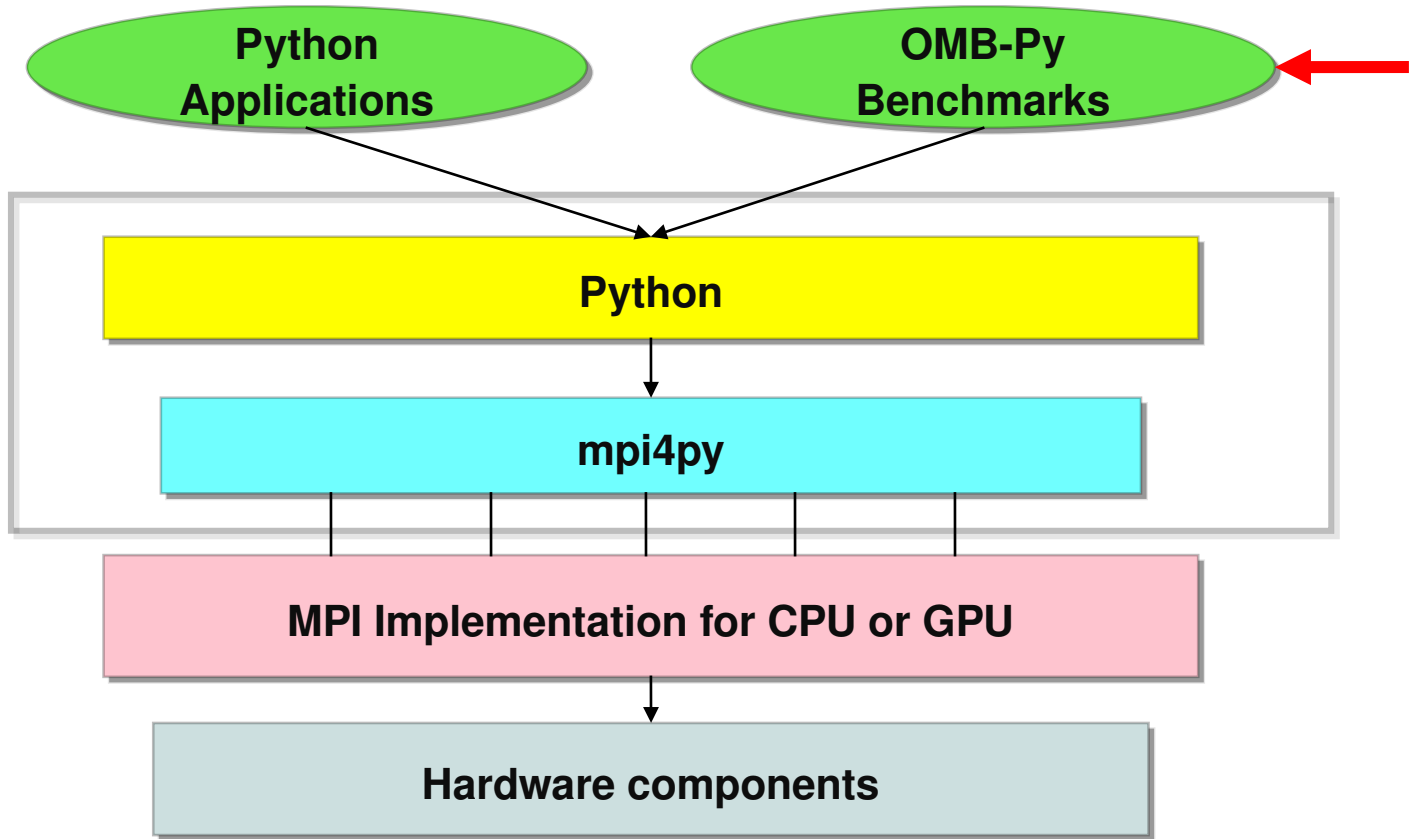 Python
Applications
OMB-Py
Benchmarks
Python
mpi4py
MPI Implementation for CPU or GPU
Hardware components